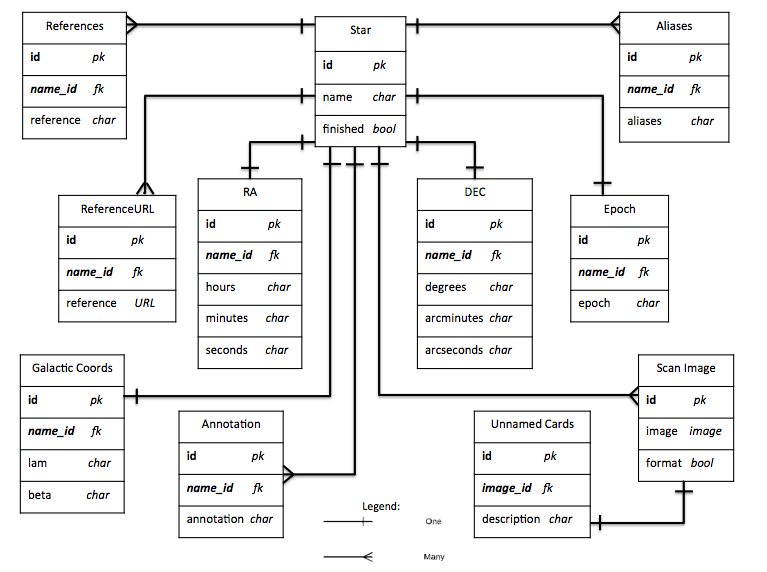 References
id pk
name_id fk
reference char
Star
id pk
name char
finished bool
Aliases
id pk
name_id fk
aliases char
ReferenceURL
id pk
name_id fk
reference URL
RA
id pk
name_id fk
hours char
minutes char
seconds char
DEC
id pk
name_id fk
degrees char
arcminutes char
arcseconds char
Epoch
id pk
name_id fk
epoch char
Galactic Coords
id pk
name_id fk
lam char
beta char
Annotation
id pk
name_id fk
annotation char
Unnamed Cards
id pk
image_id fk
description char
Scan Image
id pk
image image
format bool
Legend:
One
Many